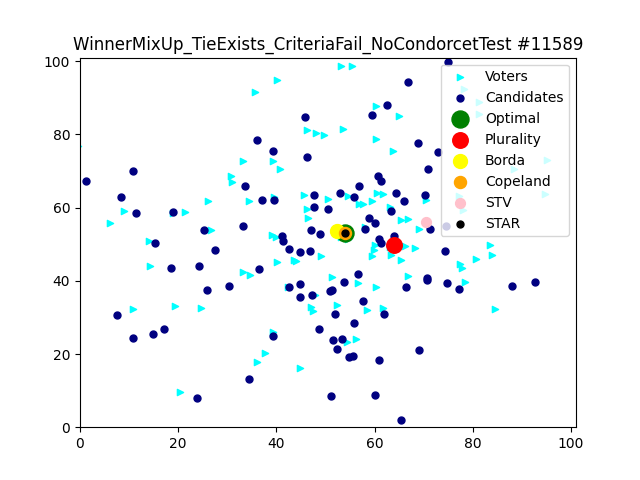 WinnerMixUp_TieExists_CriteriaFail_NoCondorcetTest #11589
100
80
60
40
20
0
0
20
40
60
80
100
Voters
Candidates
Optimal
Plurality
Borda
Copeland
STV
STAR